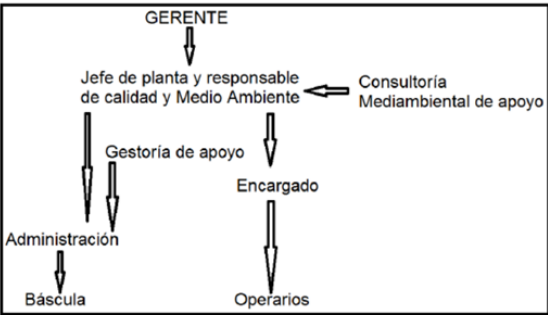 GERENTE
Jefe de planta y responsable
de calidad y Medio Ambiente
Consultoría
Mediambiental de apoyo
Gestoría de apoyo
Encargado
Administración
Báscula
Operarios